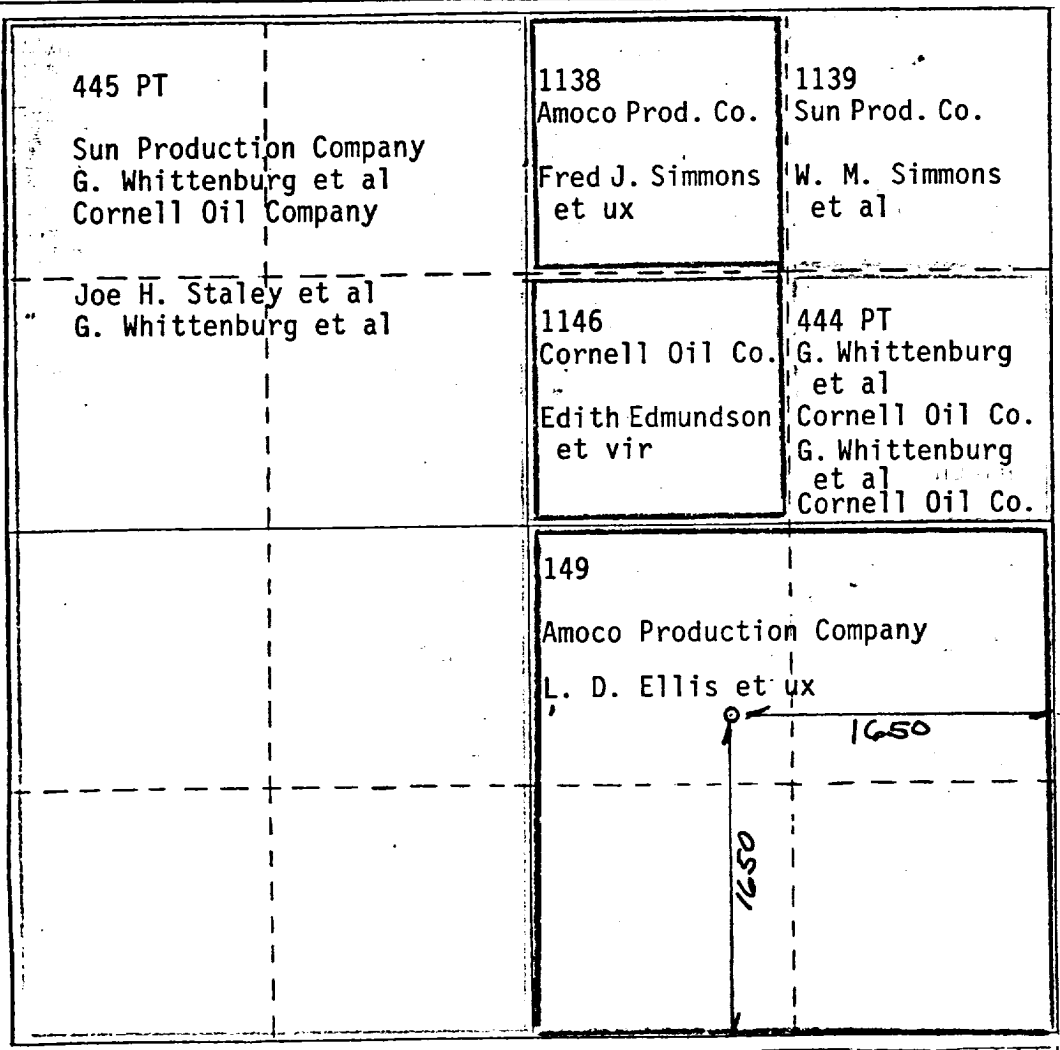 445 PT
Sun Production Company
G. Whittenburg et al
Cornell Oil Company
Joe H. Staley et al
G. Whittenburg et al
1138
Amoco Prod. Co.
Fred J. Simmons
et ux
1139
Sun Prod. Co.
W. M. Simmons
et al
1146
Cornell Oil Co.
Edith Edmundson
et vir
444 PT
G. Whittenburg
et al
Cornell Oil Co.
G. Whittenburg
et al
Cornell Oil Co.
149
Amoco Production Company
L. D. Ellis et ux
1650
1650